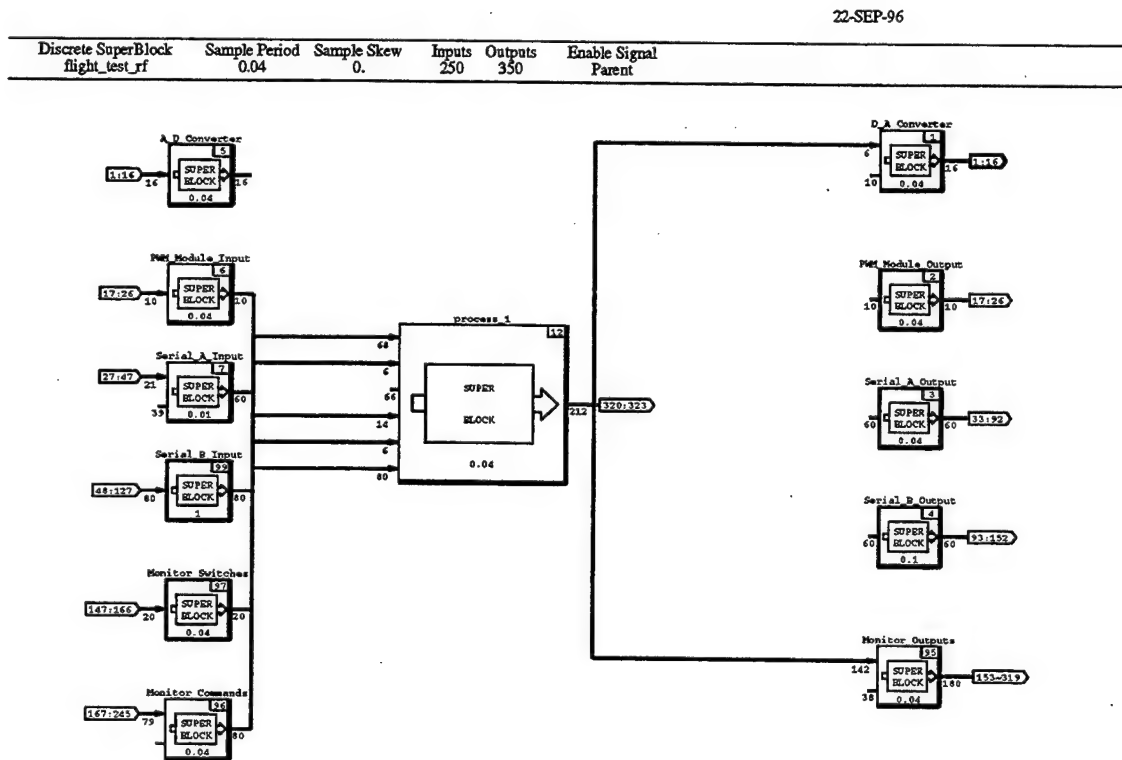 22-SEP-96
Discrete SuperBlock Sample Period Sample Skew Inputs Outputs Enable Signal
flight_test_rf 0.04 0. 250 350 Parent
A_D_Converter
5
1:16
16
SUPER
BLOCK
16
0.04
PWM_Module_Input
6
17:26
10
SUPER
BLOCK
10
0.04
Serial_A_Input
7
27:47
21
39
SUPER
BLOCK
60
0.01
Serial_B_Input
99
48:127
80
SUPER
BLOCK
80
1
Monitor Switches
97
147:166
20
SUPER
BLOCK
20
0.04
Monitor Commands
96
167:245
79
SUPER
BLOCK
80
0.04
process_1
12
68
6
66
14
6
80
SUPER
BLOCK
0.04
212
320:323
D_A_Converter
1
6
10
SUPER
BLOCK
16
1:16
0.04
PWM_Module_Output
2
10
SUPER
BLOCK
10
17:26
0.04
Serial_A_Output
3
60
SUPER
BLOCK
60
33:92
0.04
Serial_B_Output
4
60
SUPER
BLOCK
60
93:152
0.1
Monitor_Outputs
95
142
38
SUPER
BLOCK
180
153~319
0.04